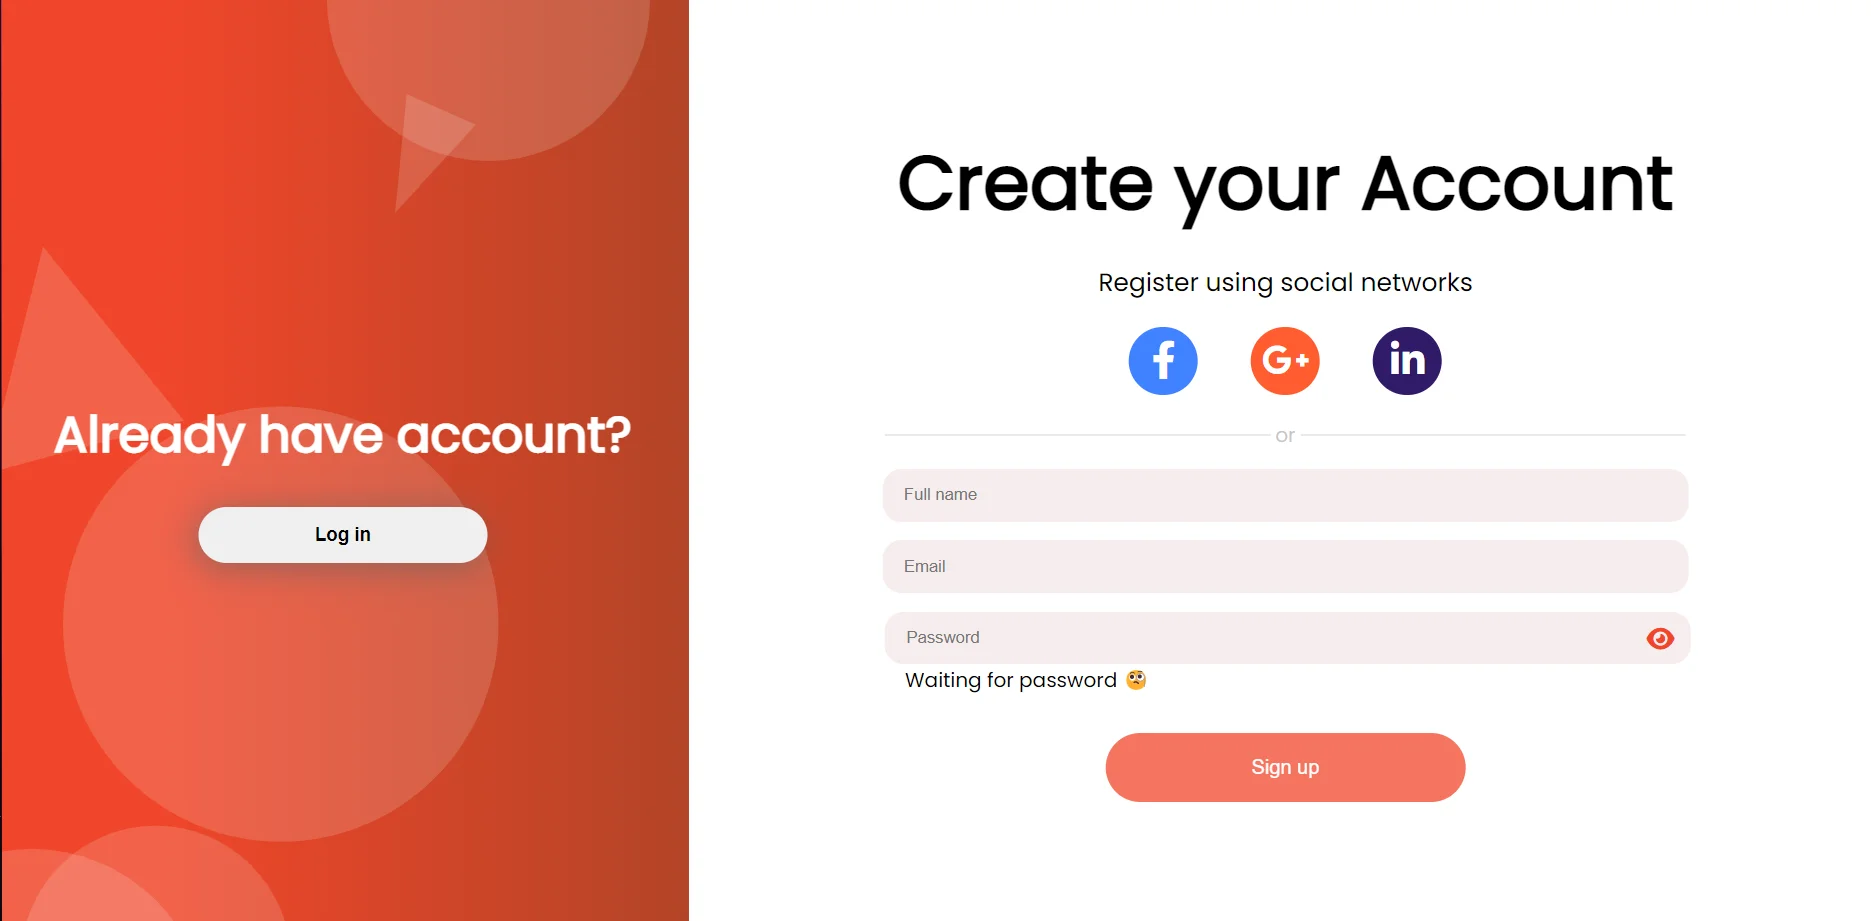 Already have account?
Log in
Create your Account
Register using social networks
f
G+
in
or
Full name
Email
Password
Waiting for password 🧐
Sign up